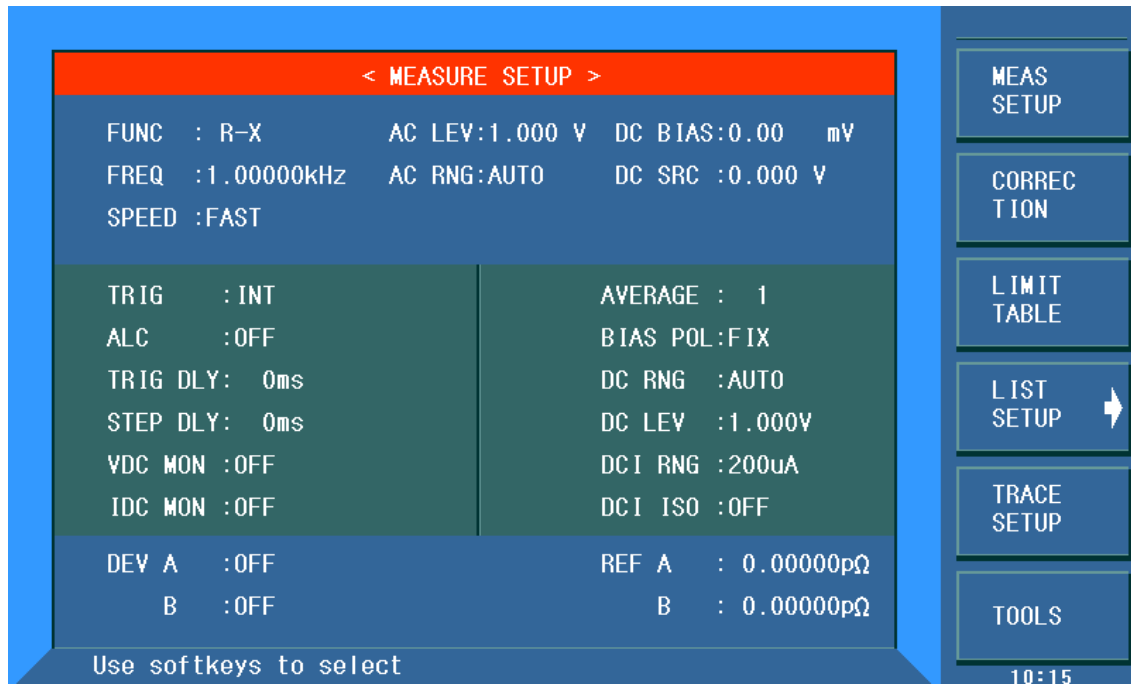 < MEASURE SETUP >
FUNC : R-X AC LEV:1.000 V DC BIAS:0.00 mV
FREQ :1.00000kHz AC RNG:AUTO DC SRC :0.000 V
SPEED :FAST
TRIG :INT AVERAGE : 1
ALC :OFF BIAS POL:FIX
TRIG DLY: 0ms DC RNG :AUTO
STEP DLY: 0ms DC LEV :1.000V
VDC MON :OFF DCI RNG :200uA
IDC MON :OFF DCI ISO :OFF
DEV A :OFF REF A : 0.00000pΩ
B :OFF B : 0.00000pΩ
Use softkeys to select
MEAS
SETUP
CORREC
TION
LIMIT
TABLE
LIST
SETUP
TRACE
SETUP
TOOLS
10:15